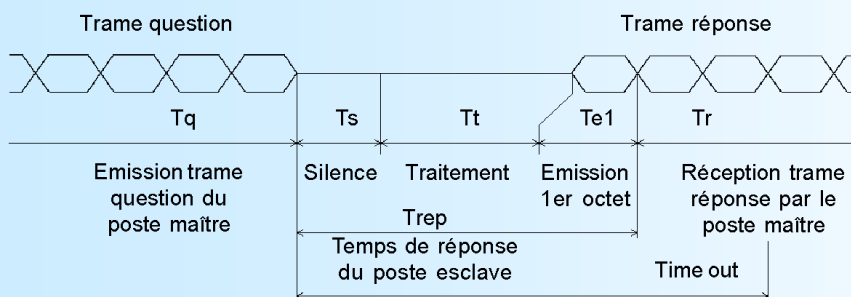 Trame question
Trame réponse
Tq
Ts
Tt
Te1
Tr
Emission trame
question du
poste maître
Silence
Traitement
Emission
1er octet
Réception trame
réponse par le
poste maître
Trep
Temps de réponse
du poste esclave
Time out